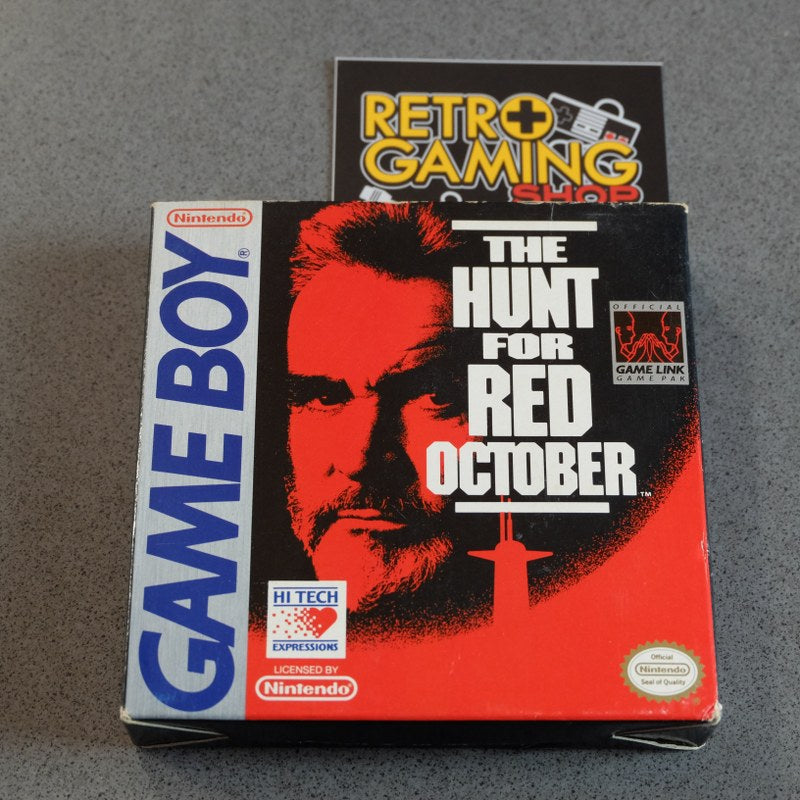 RETRO
GAMING
SHOP
Nintendo®
GAME BOY®
THE
HUNT
FOR
RED
OCTOBER™
OFFICIAL
GAME LINK
GAME PAK
HI TECH
EXPRESSIONS
LICENSED BY
Nintendo®
Official
Nintendo
Seal of Quality